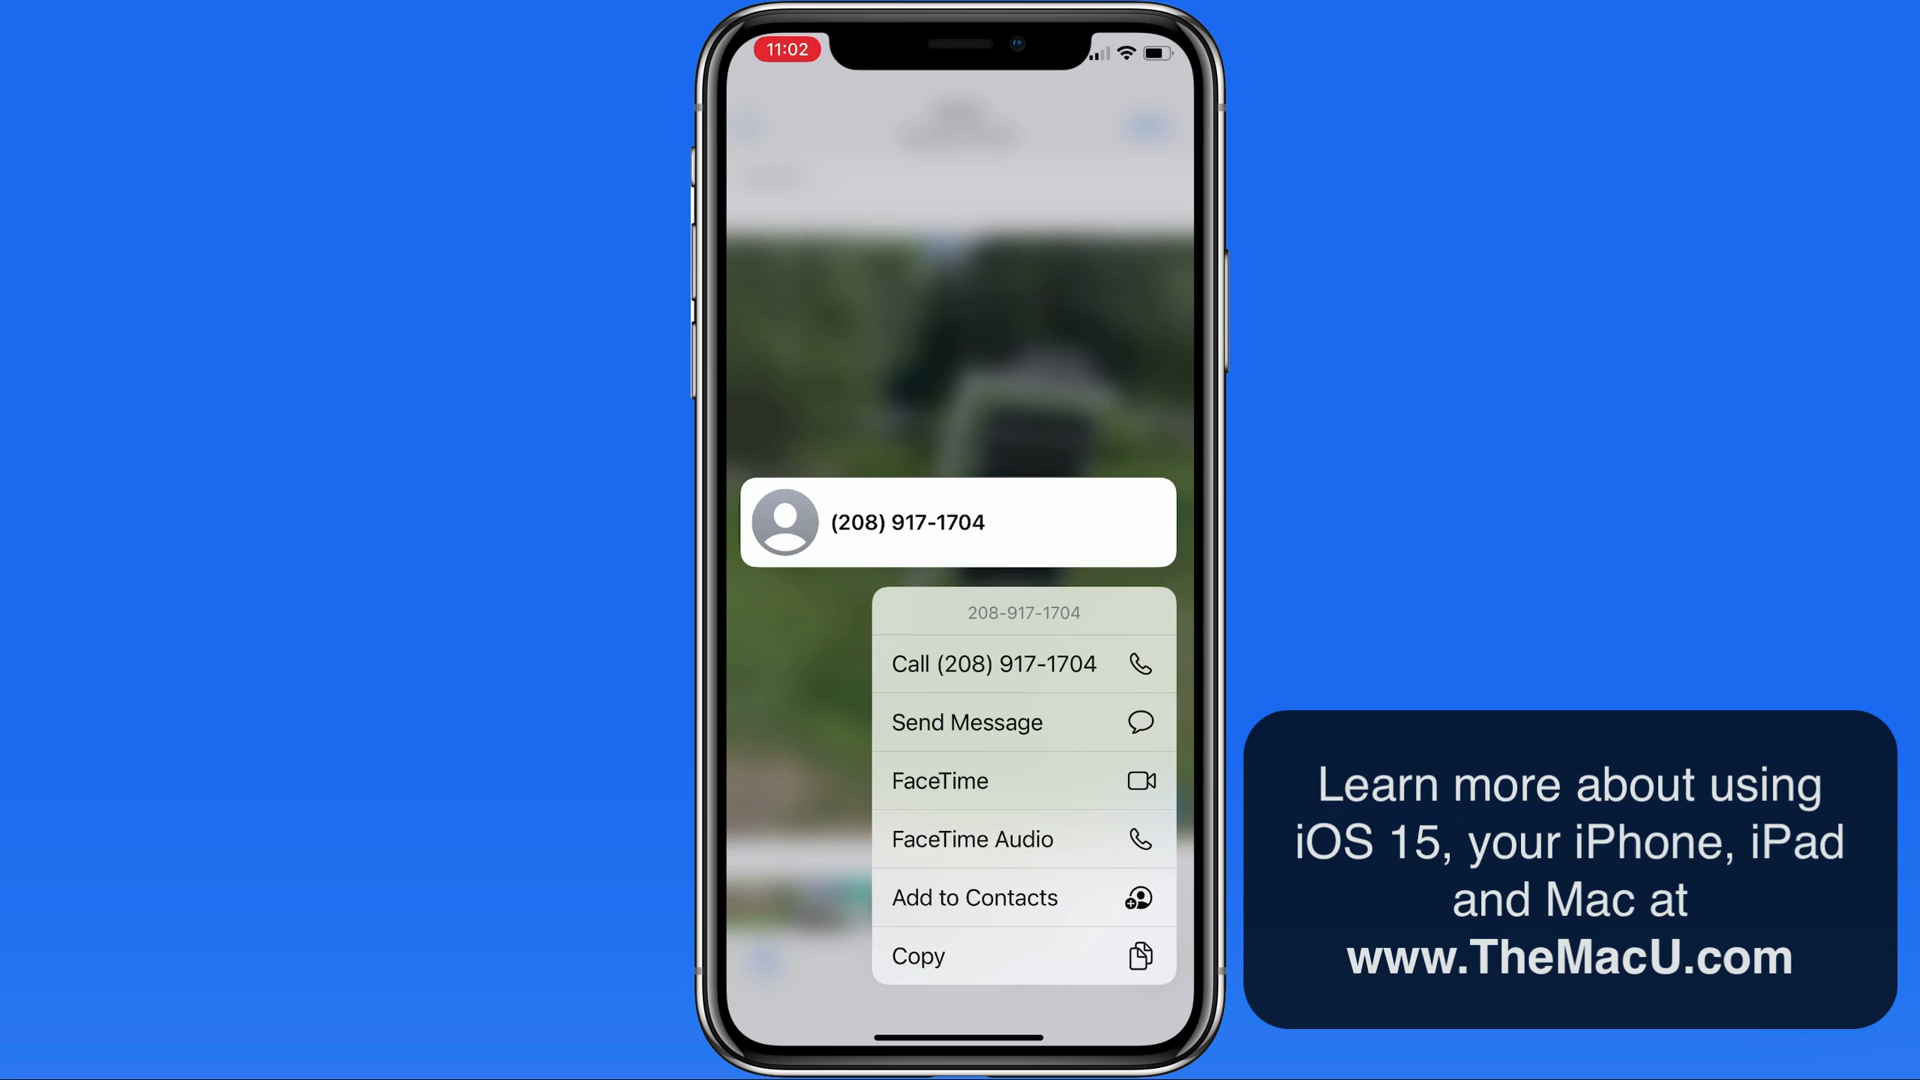 11:02
(208) 917-1704
208-917-1704
Call (208) 917-1704
Send Message
FaceTime
FaceTime Audio
Add to Contacts
Copy
Learn more about using
iOS 15, your iPhone, iPad
and Mac at
www.TheMacU.com